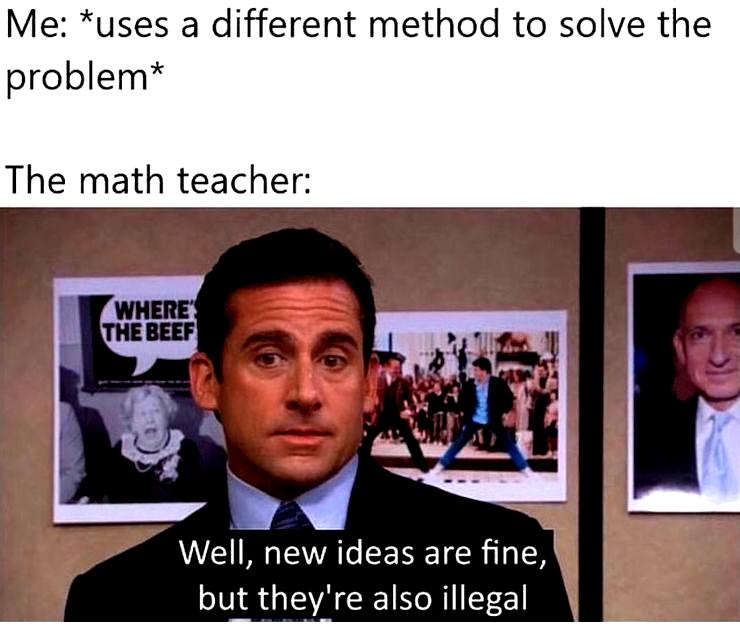 Me: *uses a different method to solve the
problem*
The math teacher:
WHERE'S
THE BEEF
Well, new ideas are fine,
but they're also illegal